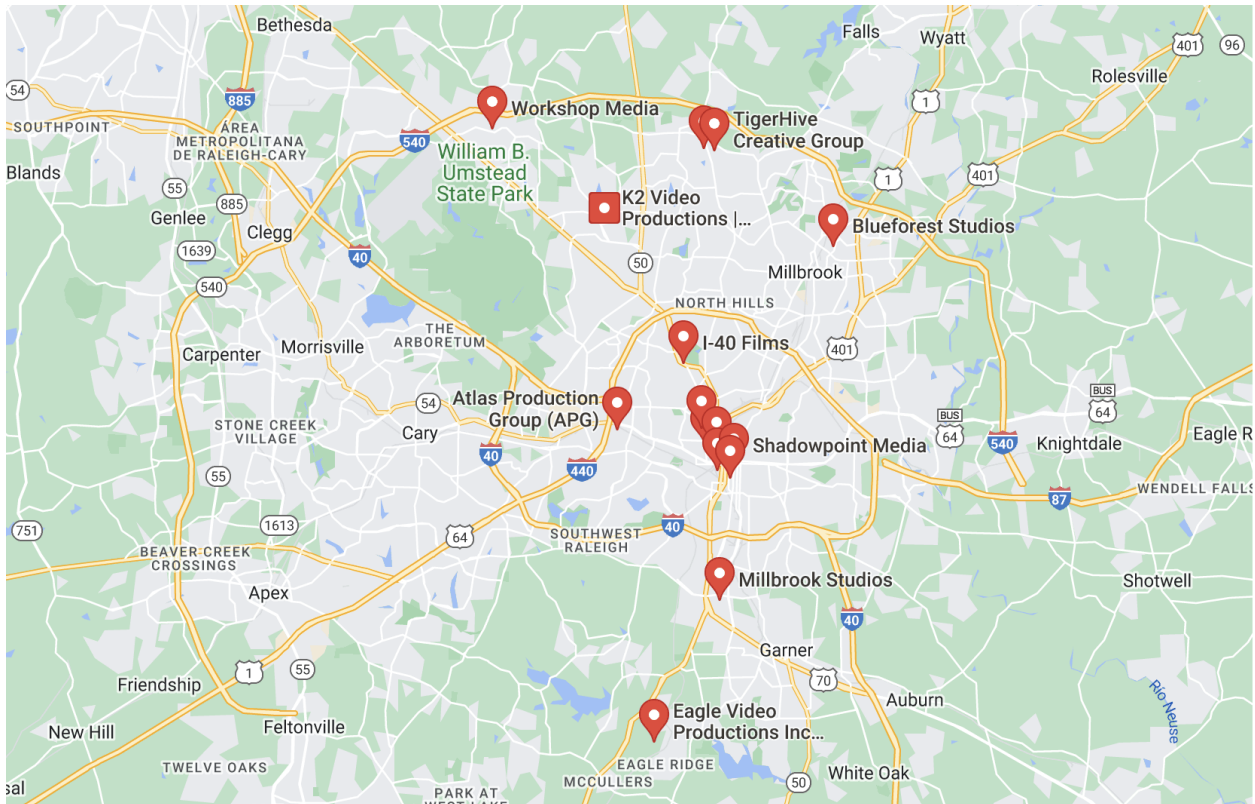 Bethesda
Falls
Wyatt
401
96
Rolesville
54
885
1
Workshop Media
SOUTHPOINT
ÁREA
METROPOLITANA
DE RALEIGH-CARY
540
TigerHive
Creative Group
William B.
Umstead
State Park
Blands
55
1
401
885
K2 Video
Productions |...
Genlee
Clegg
Blueforest Studios
1639
40
50
Millbrook
540
NORTH HILLS
THE
ARBORETUM
Carpenter
Morrisville
I-40 Films
401
54
Atlas Production
Group (APG)
BUS
64
STONE CREEK
VILLAGE
Cary
BUS
64
Shadowpoint Media
540
Knightdale
Eagle R
40
440
55
87
WENDELL FALLS
751
1613
64
40
SOUTHWEST
RALEIGH
BEAVER CREEK
CROSSINGS
Apex
Millbrook Studios
Shotwell
40
Garner
1
55
70
Friendship
Auburn
Río Neuse
New Hill
Feltonville
Eagle Video
Productions Inc...
TWELVE OAKS
EAGLE RIDGE
MCCULLERS
50
White Oak
sal
PARK AT
WEST LAKE